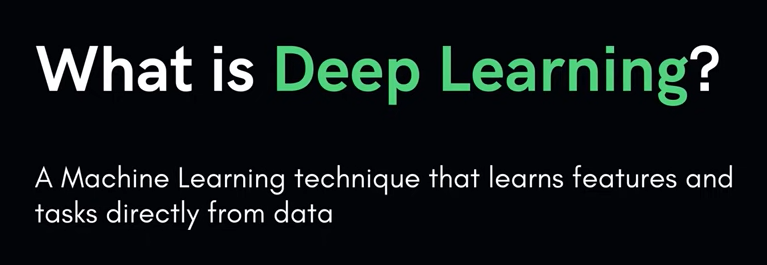 What is Deep Learning?
A Machine Learning technique that learns features and
tasks directly from data